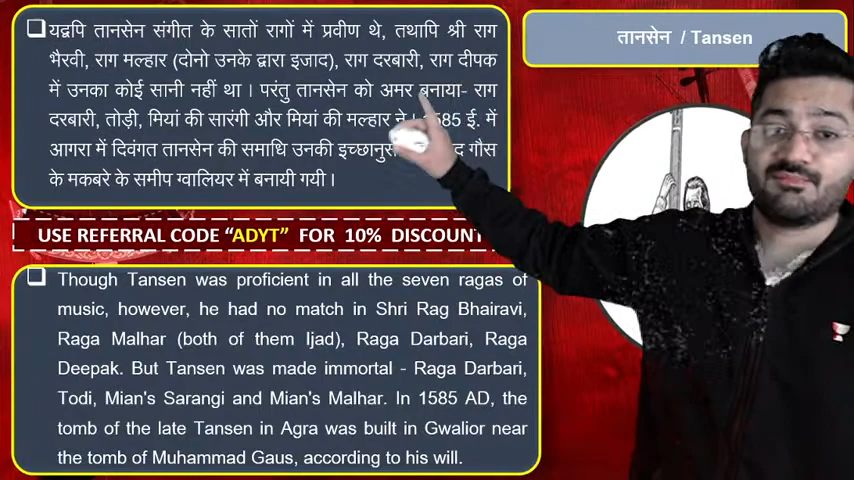 यद्वपि तानसेन संगीत के सातों रागों में प्रवीण थे, तथापि श्री राग
भैरवी, राग मल्हार (दोनो उनके द्वारा इजाद), राग दरबारी, राग दीपक
में उनका कोई सानी नहीं था। परंतु तानसेन को अमर बनाया- राग
दरबारी, तोड़ी, मियां की सारंगी और मियां की मल्हार ने। 1585 ई. में
आगरा में दिवंगत तानसेन की समाधि उनकी गौस
के मकबरे के समीप ग्वालियर में बनायी गयी।
तानसेन / Tansen
USE REFERRAL CODE “ADYT” FOR 10% DISCOUNT
Though Tansen was proficient in all the seven ragas of
music, however, he had no match in Shri Rag Bhairavi,
Raga Malhar (both of them Ijad), Raga Darbari, Raga
Deepak. But Tansen was made immortal - Raga Darbari,
Todi, Mian's Sarangi and Mian's Malhar. In 1585 AD, the
tomb of the late Tansen in Agra was built in Gwalior near
the tomb of Muhammad Gaus, according to his will.